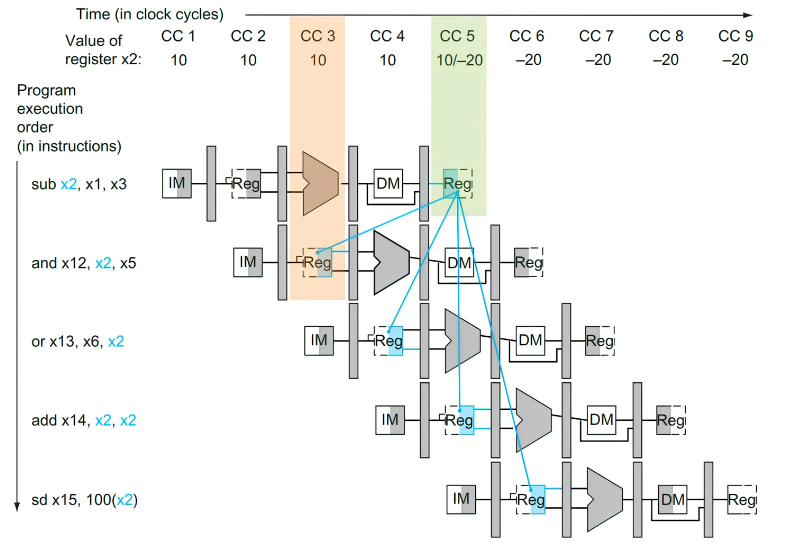 Time (in clock cycles)
Value of register x2:
CC 1 CC 2 CC 3 CC 4 CC 5 CC 6 CC 7 CC 8 CC 9
10 10 10 10 10/–20 –20 –20 –20 –20
Program
execution
order
(in instructions)
sub x2, x1, x3
IM Reg DM Reg
and x12, x2, x5
IM Reg DM Reg
or x13, x6, x2
IM Reg DM Reg
add x14, x2, x2
IM Reg DM Reg
sd x15, 100(x2)
IM Reg DM Reg